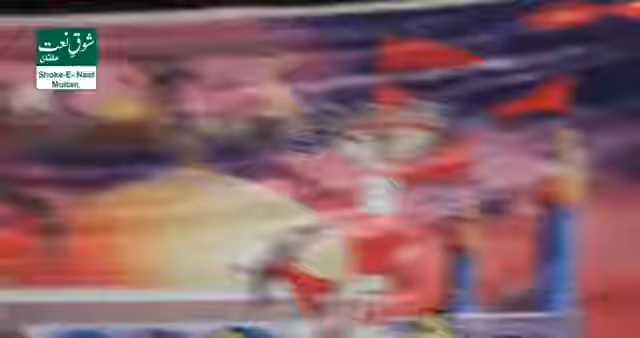 شوقِ نعت
ملتان
Shoke-E- Naat
Multan.